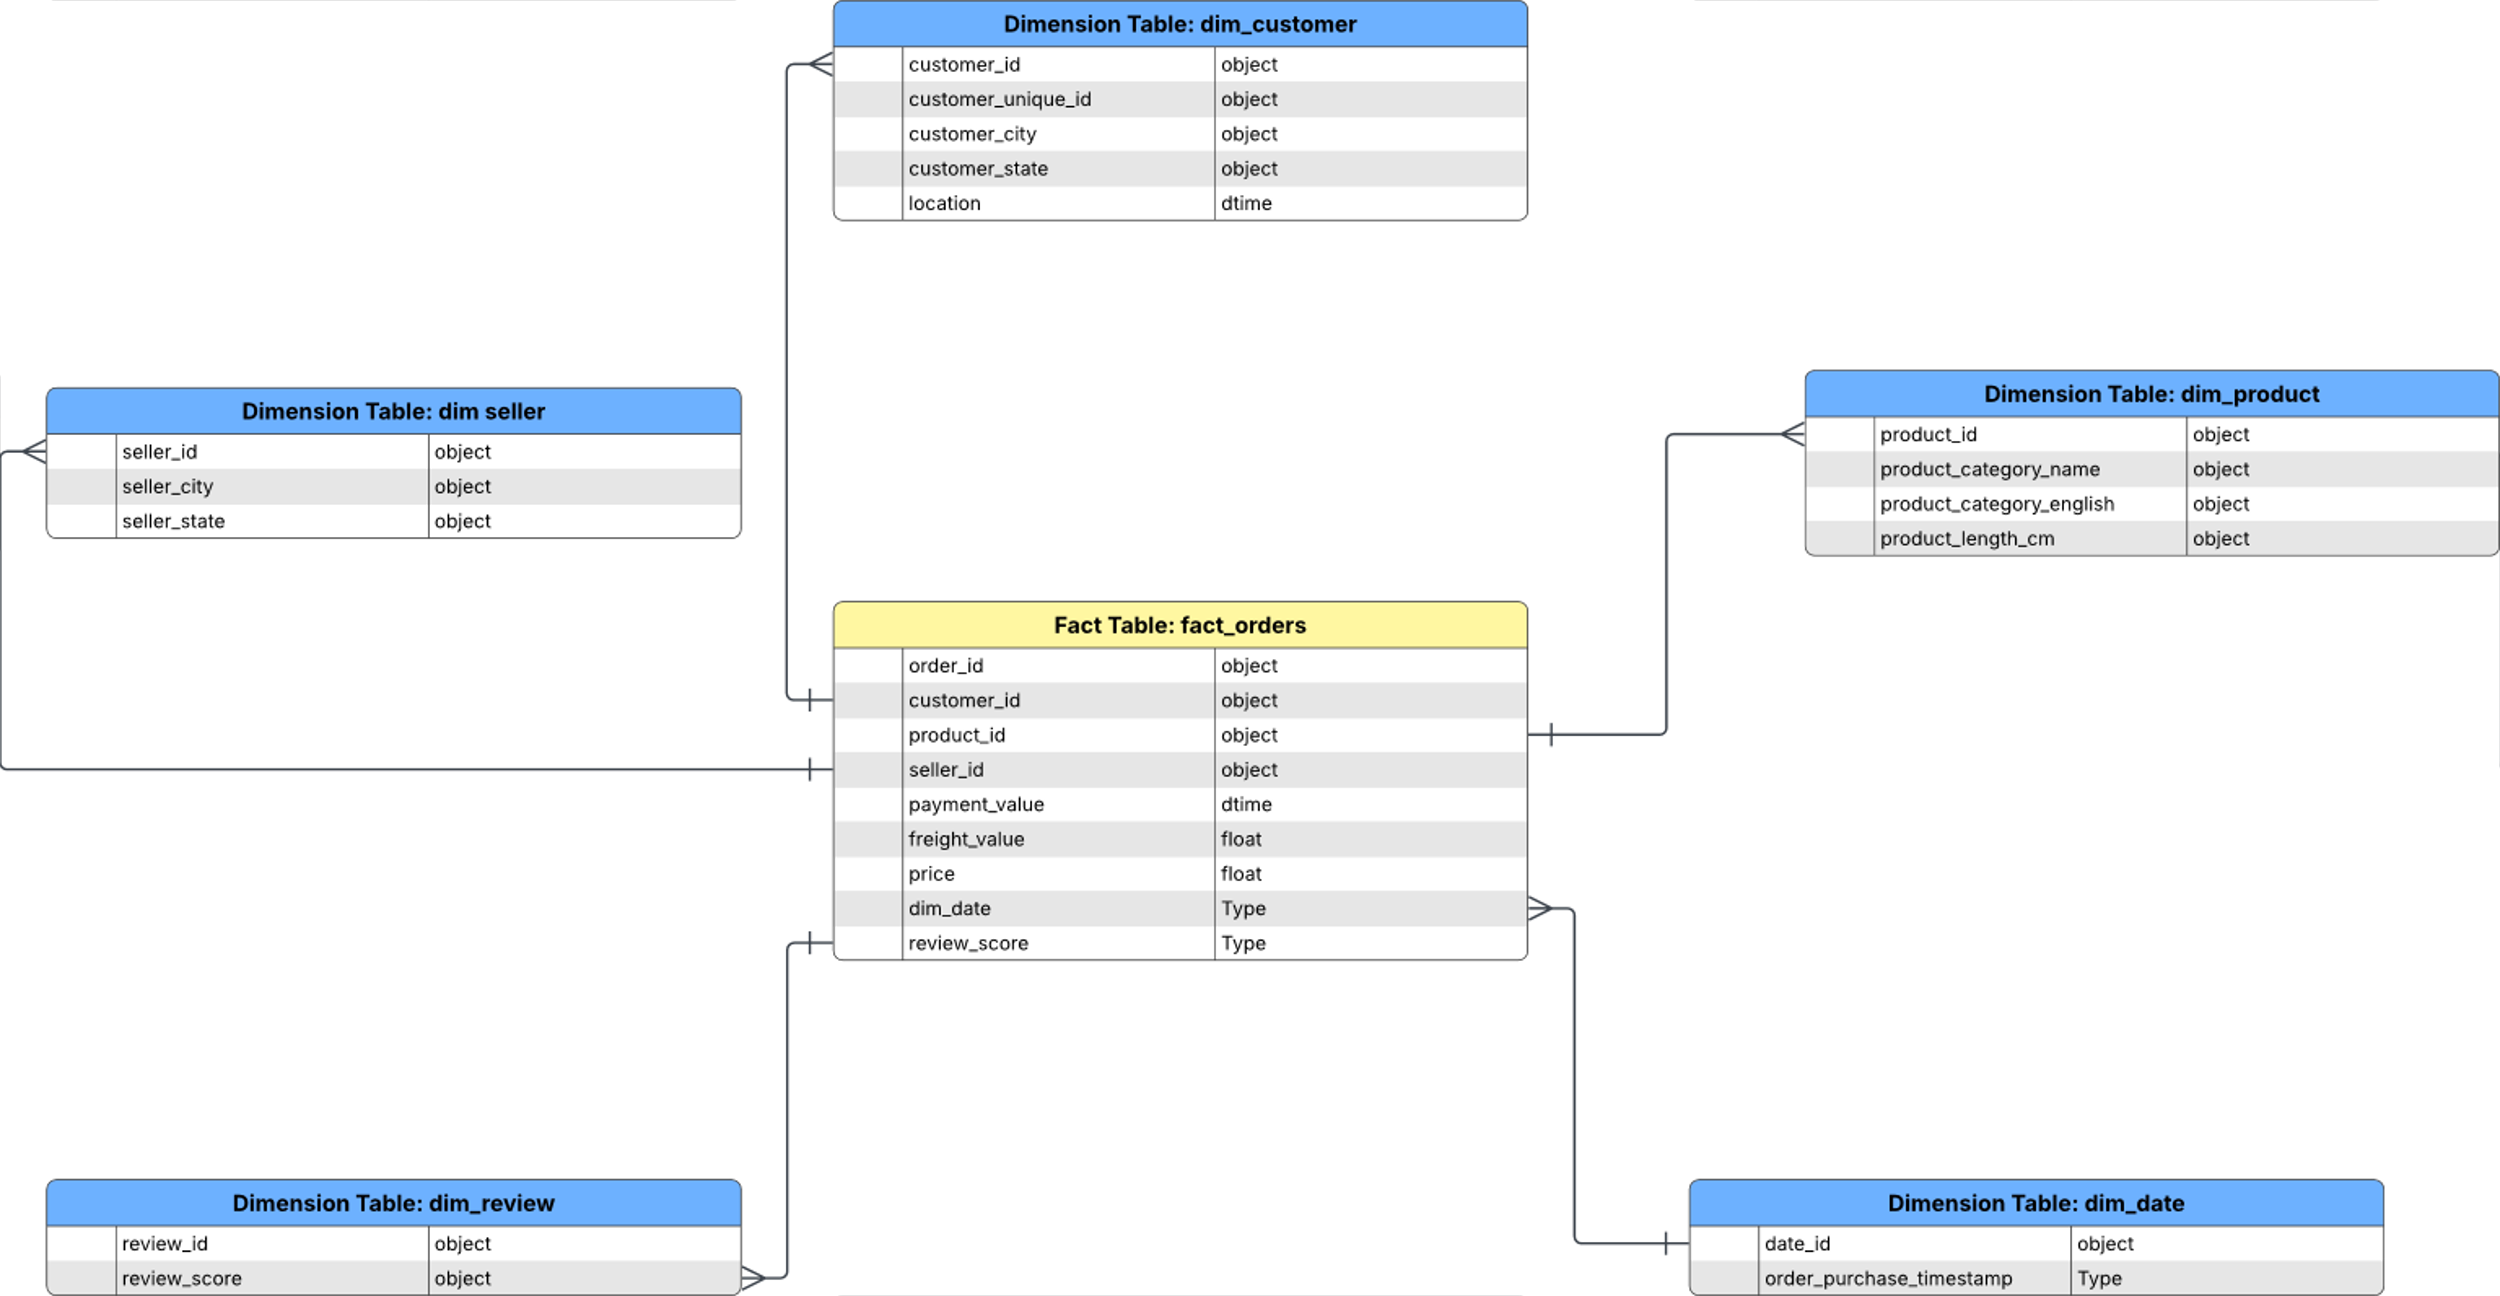 Dimension Table: dim_customer
customer_id object
customer_unique_id object
customer_city object
customer_state object
location dtime
Dimension Table: dim seller
seller_id object
seller_city object
seller_state object
Dimension Table: dim_product
product_id object
product_category_name object
product_category_english object
product_length_cm object
Fact Table: fact_orders
order_id object
customer_id object
product_id object
seller_id object
payment_value dtime
freight_value float
price float
dim_date Type
review_score Type
Dimension Table: dim_review
review_id object
review_score object
Dimension Table: dim_date
date_id object
order_purchase_timestamp Type